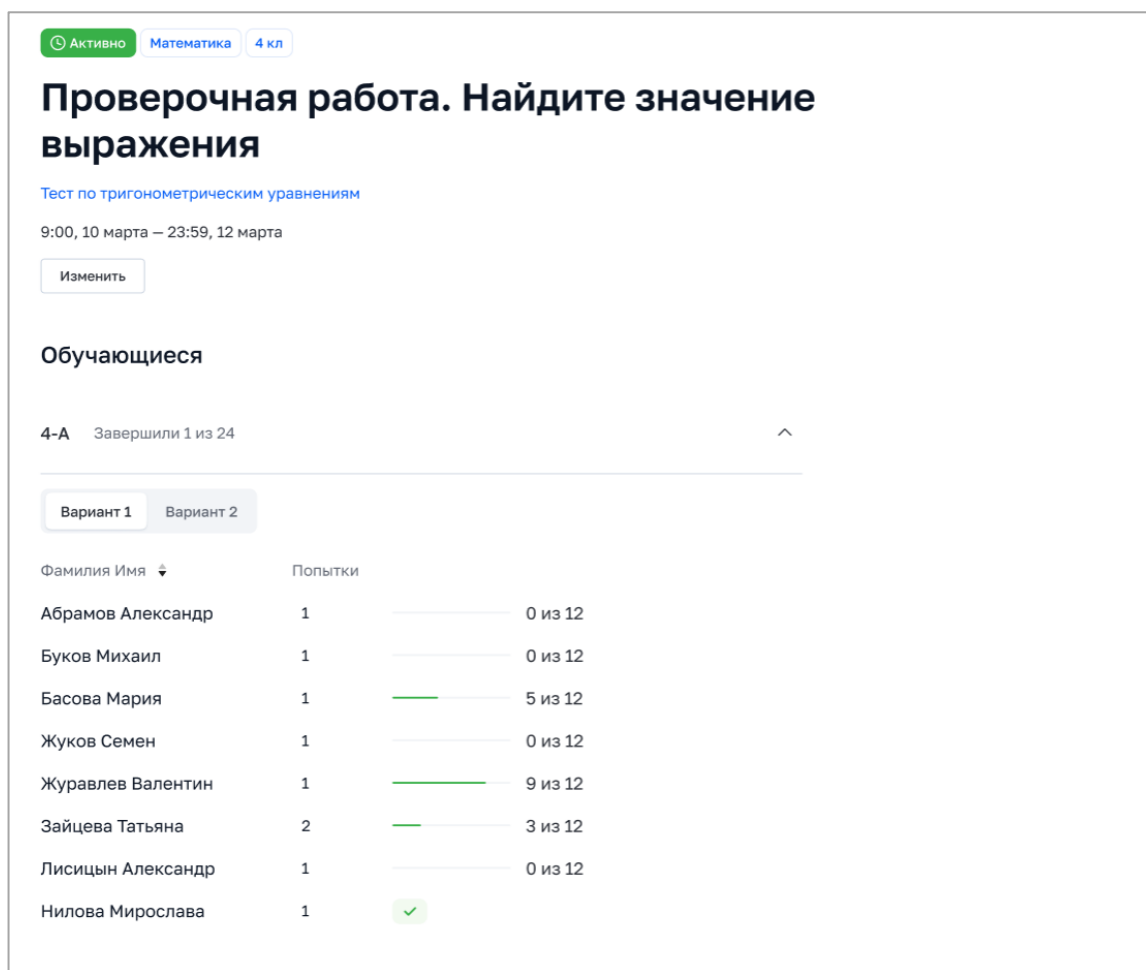 Активно Математика 4 кл
Проверочная работа. Найдите значение
выражения
Тест по тригонометрическим уравнениям
9:00, 10 марта — 23:59, 12 марта
Изменить
Обучающиеся
4-А Завершили 1 из 24
Вариант 1 Вариант 2
Фамилия Имя Попытки
Абрамов Александр 1 0 из 12
Буков Михаил 1 0 из 12
Басова Мария 1 5 из 12
Жуков Семен 1 0 из 12
Журавлев Валентин 1 9 из 12
Зайцева Татьяна 2 3 из 12
Лисицын Александр 1 0 из 12
Нилова Мирослава 1